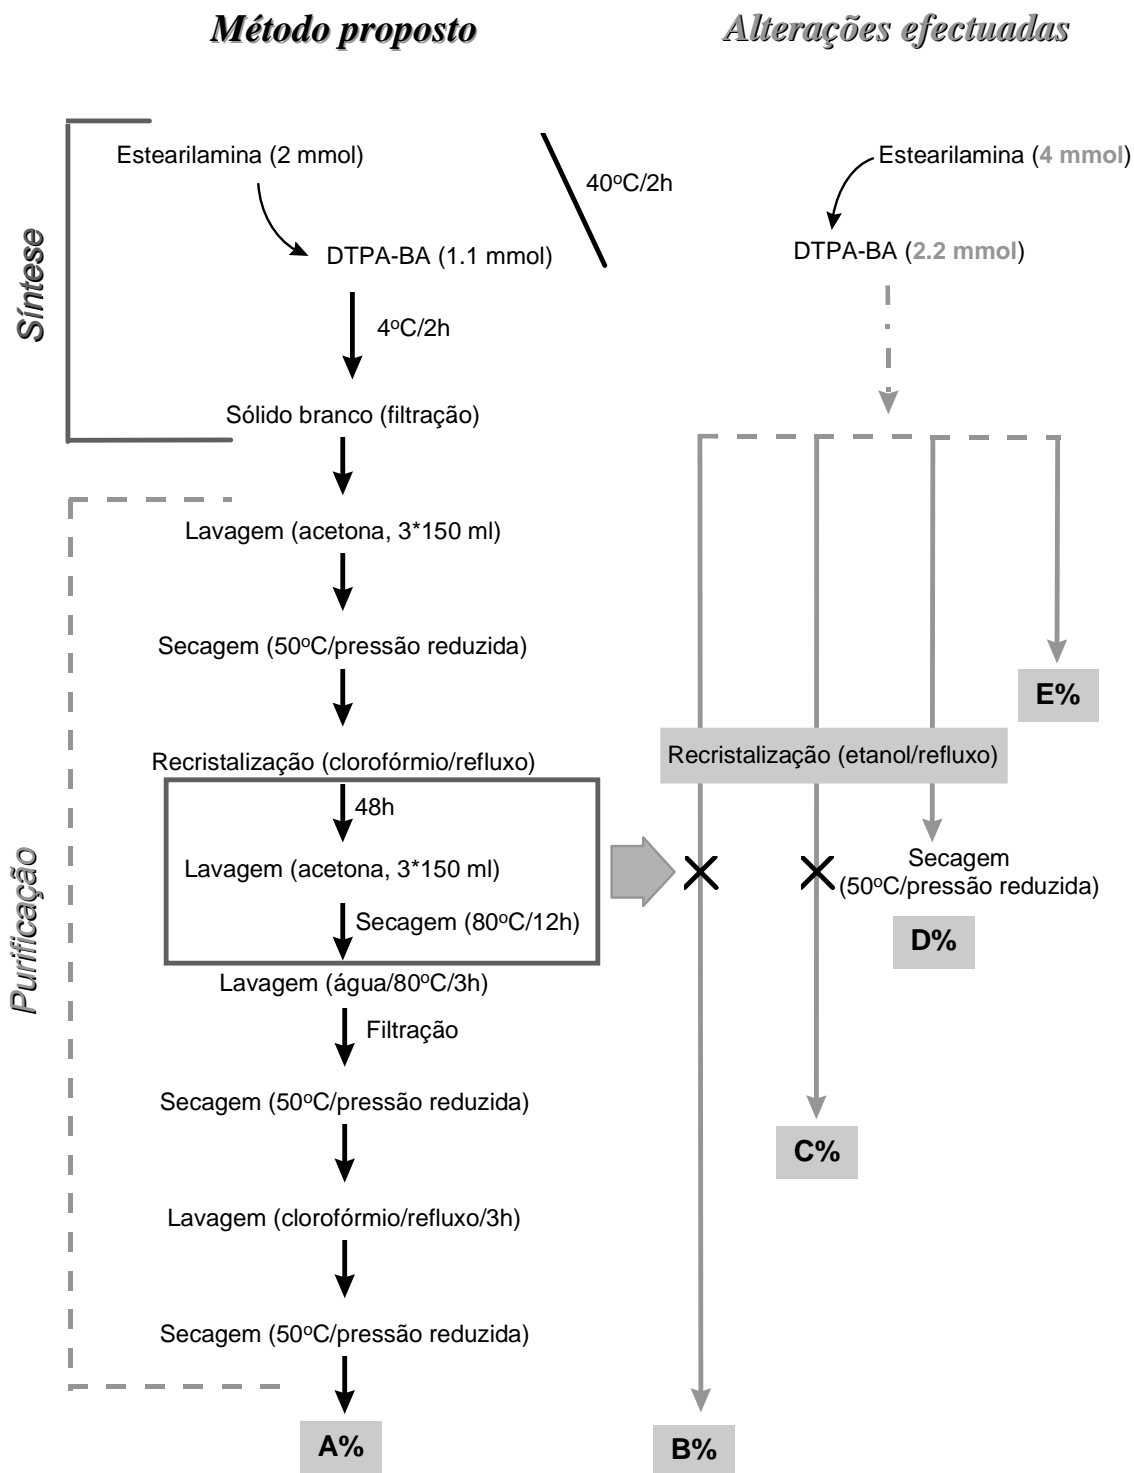 Método proposto
Alterações efectuadas
Síntese
Estearilamina (2 mmol)
40ºC/2h
DTPA-BA (1.1 mmol)
4ºC/2h
Sólido branco (filtração)
Purificação
Lavagem (acetona, 3*150 ml)
Secagem (50ºC/pressão reduzida)
Recristalização (clorofórmio/refluxo)
48h
Lavagem (acetona, 3*150 ml)
Secagem (80ºC/12h)
Lavagem (água/80ºC/3h)
Filtração
Secagem (50ºC/pressão reduzida)
Lavagem (clorofórmio/refluxo/3h)
Secagem (50ºC/pressão reduzida)
A%
Estearilamina (4 mmol)
DTPA-BA (2.2 mmol)
E%
Recristalização (etanol/refluxo)
Secagem
(50ºC/pressão reduzida)
D%
C%
B%